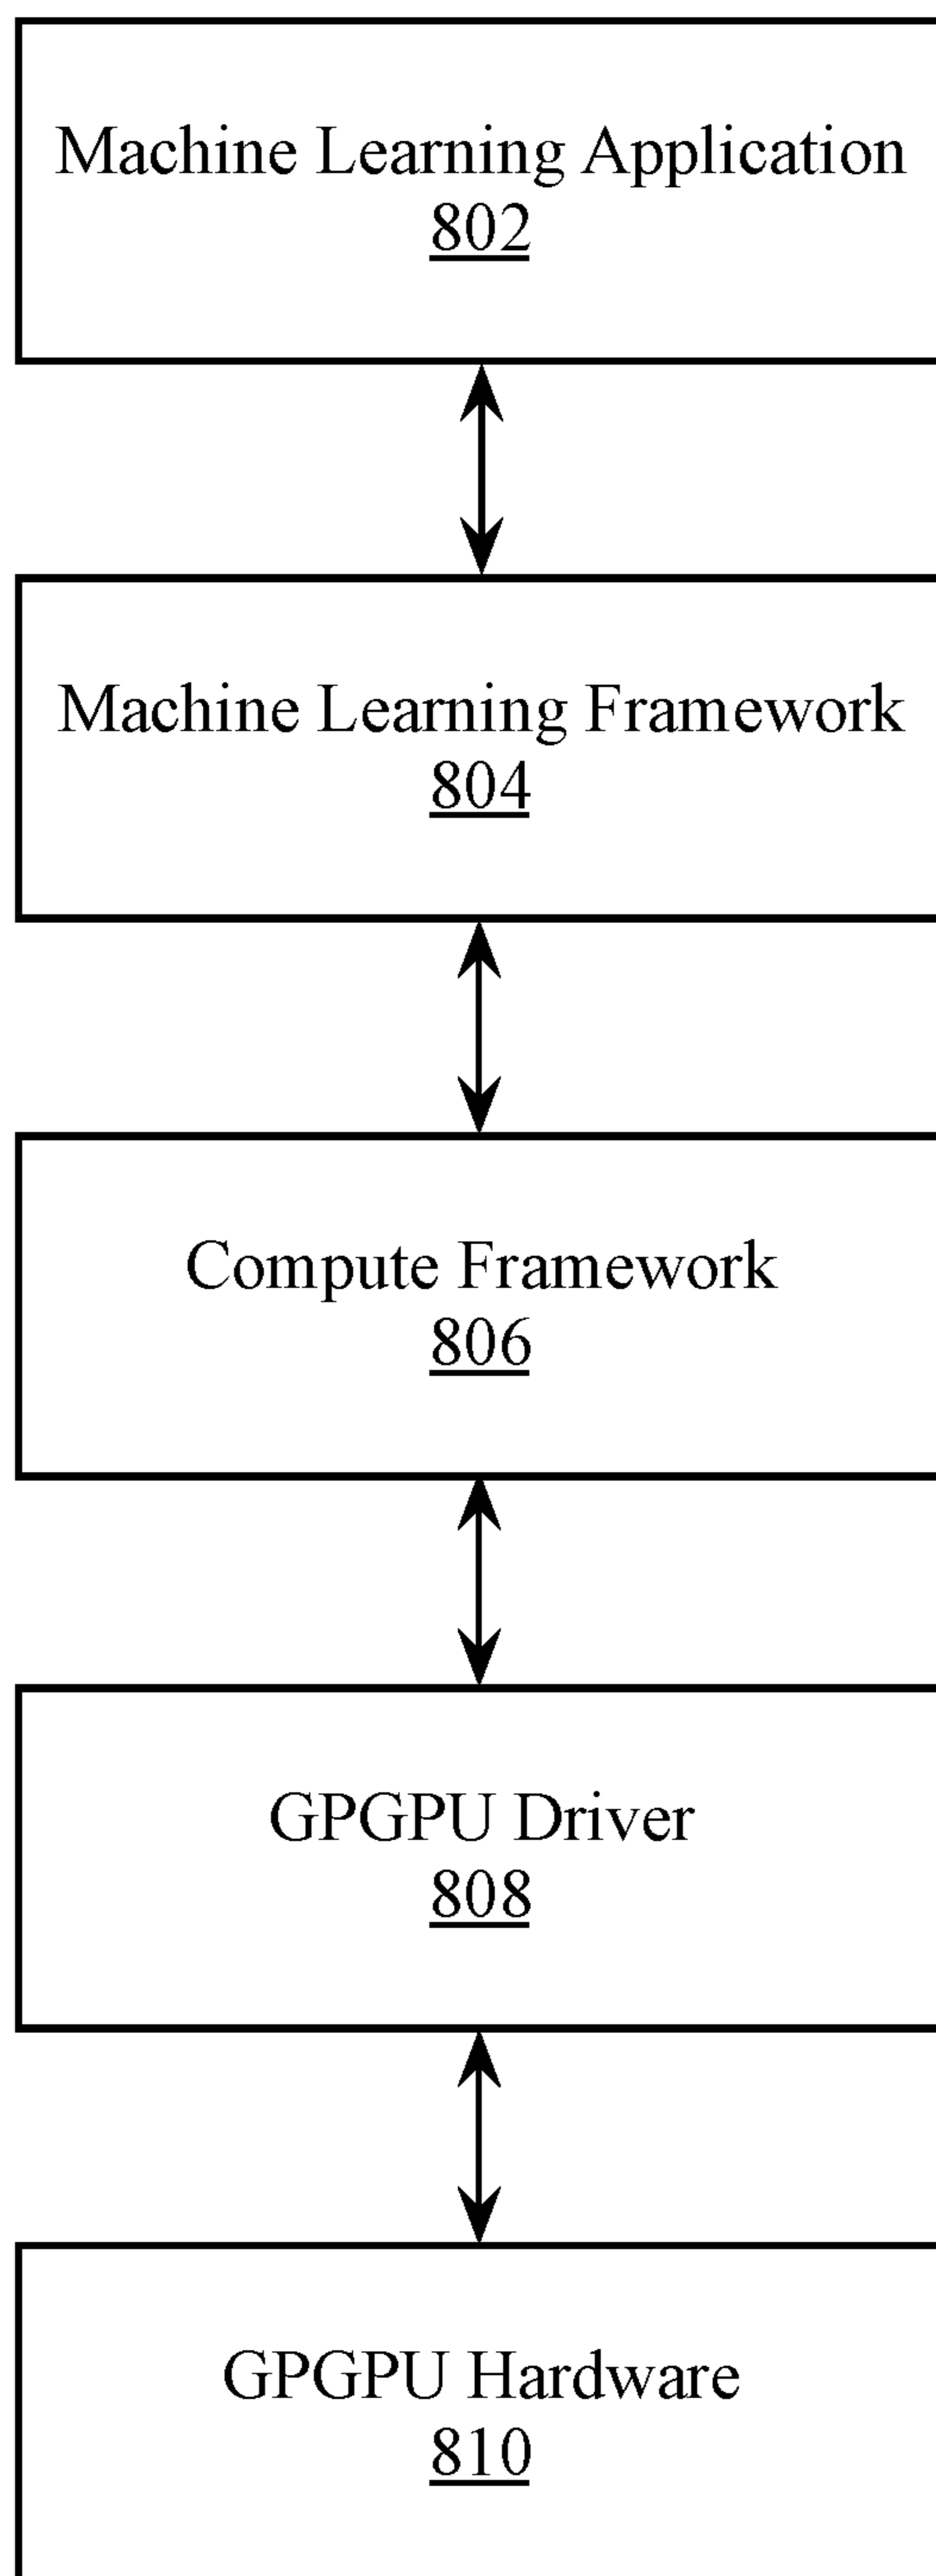 Machine Learning Application
802
Machine Learning Framework
804
Compute Framework
806
GPGPU Driver
808
GPGPU Hardware
810